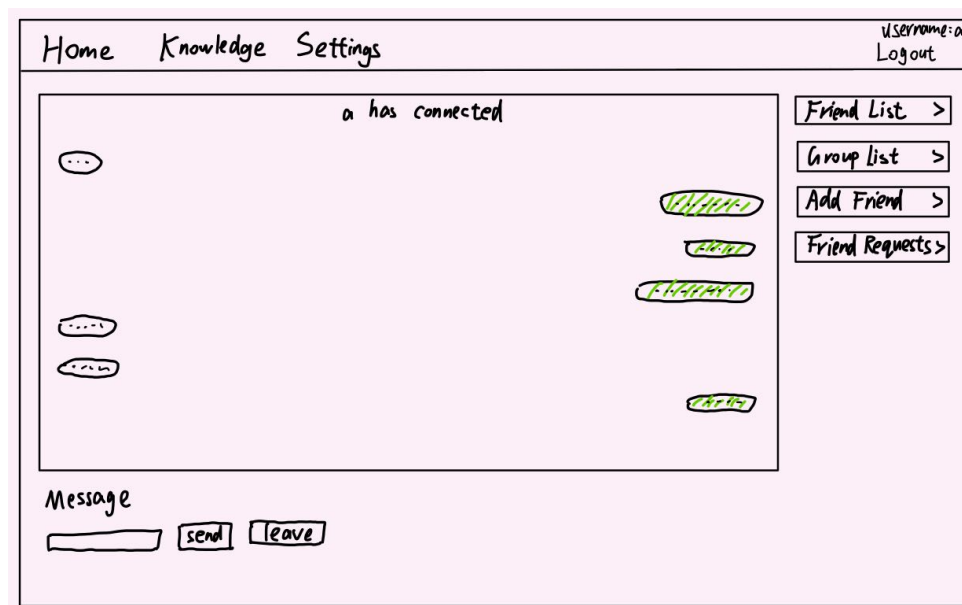 Home Knowledge Settings
username: a
Logout
a has connected
Friend List >
Group list >
Add Friend >
Friend Requests >
Message
send leave